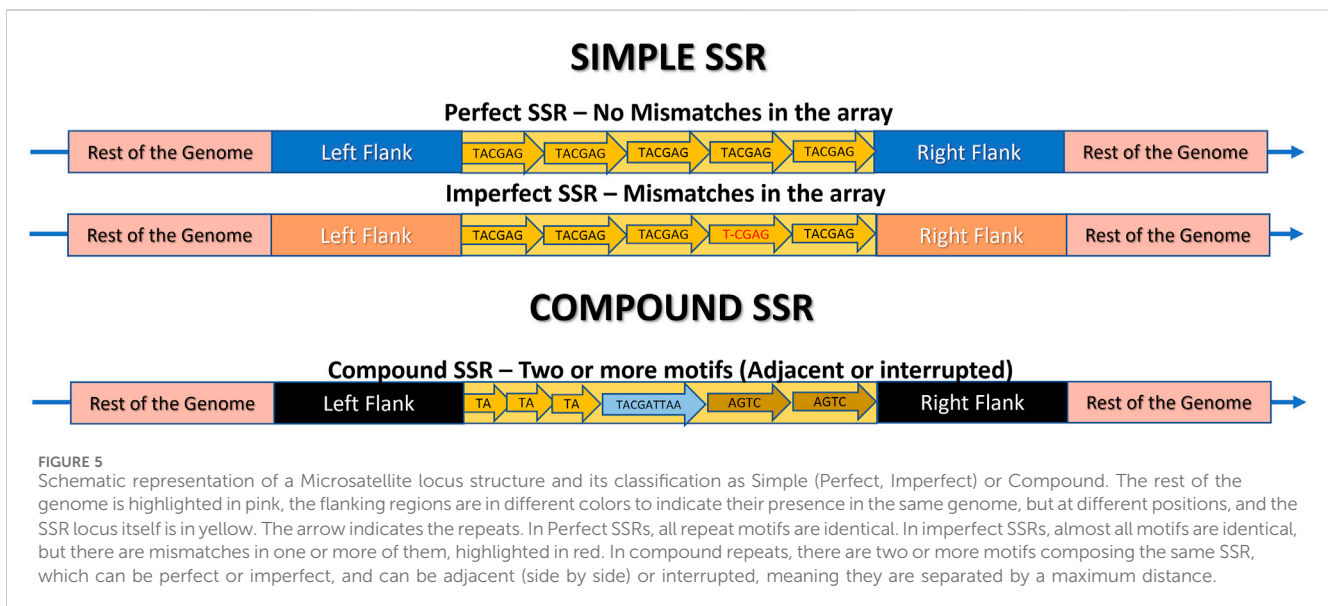 SIMPLE SSR
Perfect SSR – No Mismatches in the array
Rest of the Genome Left Flank TACGAG TACGAG TACGAG TACGAG TACGAG Right Flank Rest of the Genome
Imperfect SSR – Mismatches in the array
Rest of the Genome Left Flank TACGAG TACGAG TACGAG T-CGAG TACGAG Right Flank Rest of the Genome
COMPOUND SSR
Compound SSR – Two or more motifs (Adjacent or interrupted)
Rest of the Genome Left Flank TA TA TA TACGATTAA AGTC AGTC Right Flank Rest of the Genome
FIGURE 5
Schematic representation of a Microsatellite locus structure and its classification as Simple (Perfect, Imperfect) or Compound. The rest of the
genome is highlighted in pink, the flanking regions are in different colors to indicate their presence in the same genome, but at different positions, and the
SSR locus itself is in yellow. The arrow indicates the repeats. In Perfect SSRs, all repeat motifs are identical. In imperfect SSRs, almost all motifs are identical,
but there are mismatches in one or more of them, highlighted in red. In compound repeats, there are two or more motifs composing the same SSR,
which can be perfect or imperfect, and can be adjacent (side by side) or interrupted, meaning they are separated by a maximum distance.